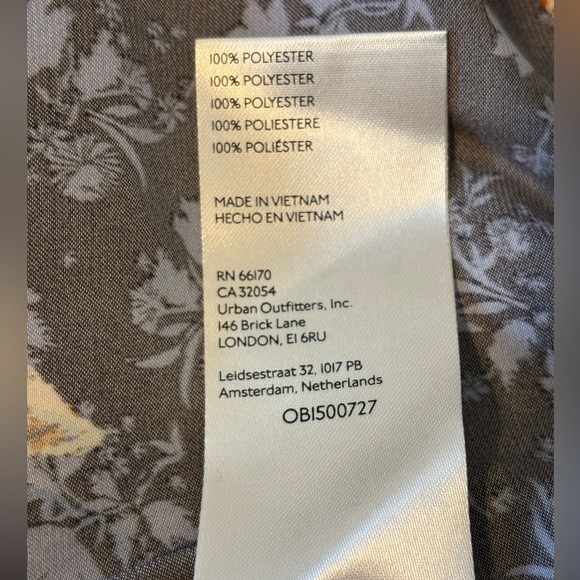 100% POLYESTER
100% POLYESTER
100% POLYESTER
100% POLIESTERE
100% POLIÉSTER
MADE IN VIETNAM
HECHO EN VIETNAM
RN 66170
CA 32054
Urban Outfitters, Inc.
146 Brick Lane
LONDON, E1 6RU
Leidsestraat 32, 1017 PB
Amsterdam, Netherlands
OB1500727